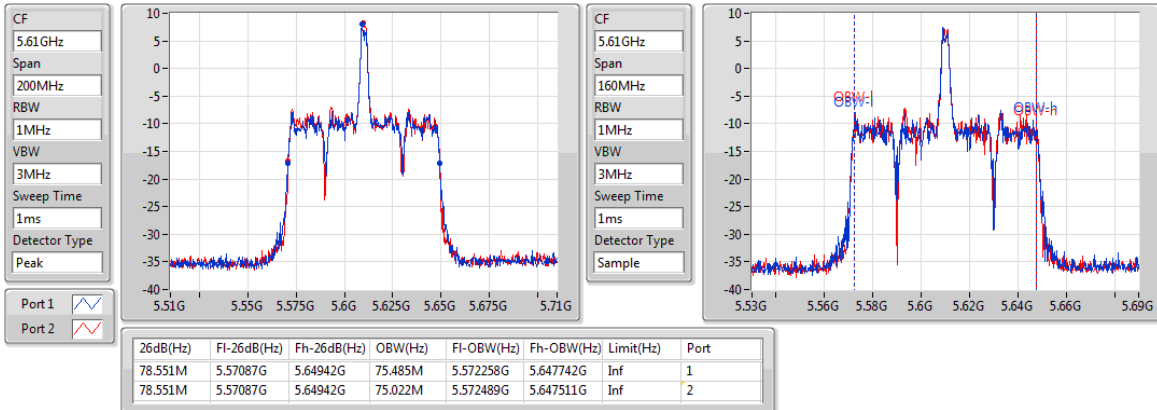 CF
5.61GHz
Span
200MHz
RBW
1MHz
VBW
3MHz
Sweep Time
1ms
Detector Type
Peak
Port 1
Port 2
10
5
0
-5
-10
-15
-20
-25
-30
-35
-40
5.51G
5.55G
5.575G
5.6G
5.625G
5.65G
5.675G
5.71G
CF
5.61GHz
Span
160MHz
RBW
1MHz
VBW
3MHz
Sweep Time
1ms
Detector Type
Sample
10
5
0
-5
-10
-15
-20
-25
-30
-35
-40
OBW-l
OBW-l
OBW-h
OBW-h
5.53G
5.56G
5.58G
5.6G
5.62G
5.64G
5.66G
5.69G
26dB(Hz) Fl-26dB(Hz) Fh-26dB(Hz) OBW(Hz) Fl-OBW(Hz) Fh-OBW(Hz) Limit(Hz) Port
78.551M 5.57087G 5.64942G 75.485M 5.572258G 5.647742G Inf 1
78.551M 5.57087G 5.64942G 75.022M 5.572489G 5.647511G Inf 2